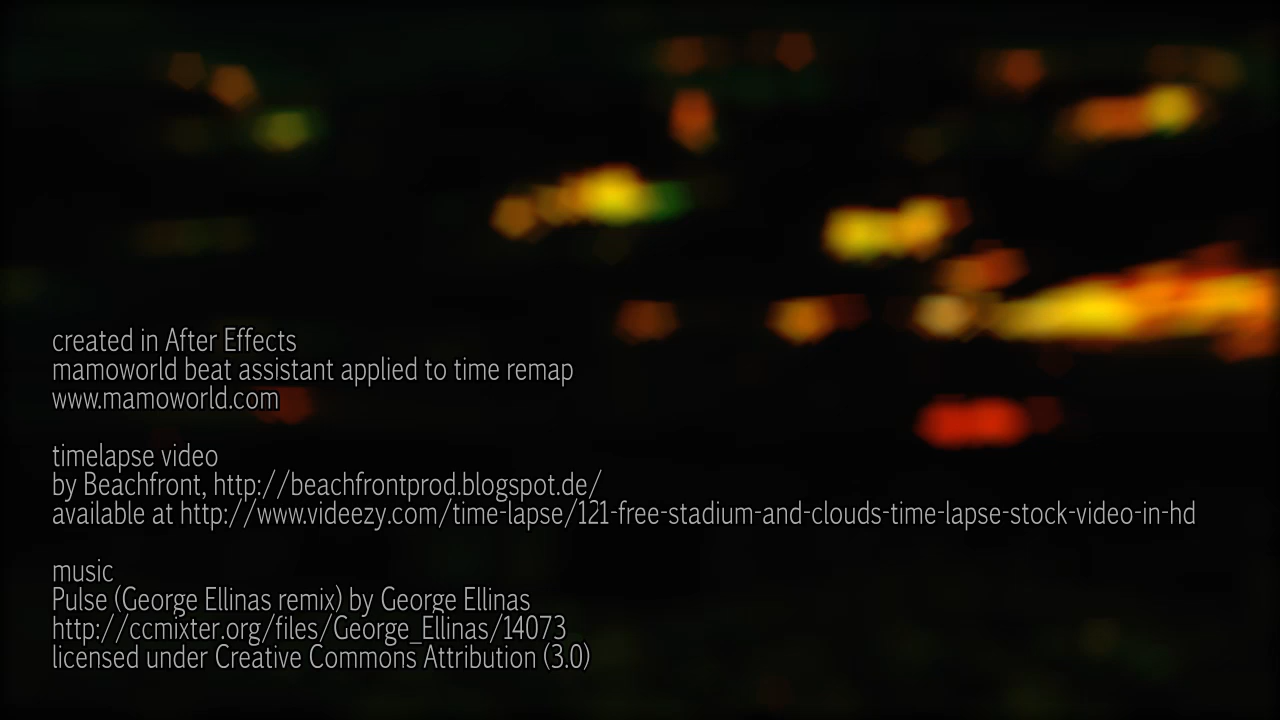 created in After Effects
mamoworld beat assistant applied to time remap
www.mamoworld.com
timelapse video
by Beachfront, http://beachfrontprod.blogspot.de/
available at http://www.videezy.com/time-lapse/121-free-stadium-and-clouds-time-lapse-stock-video-in-hd
music
Pulse (George Ellinas remix) by George Ellinas
http://ccmixter.org/files/George_Ellinas/14073
licensed under Creative Commons Attribution (3.0)